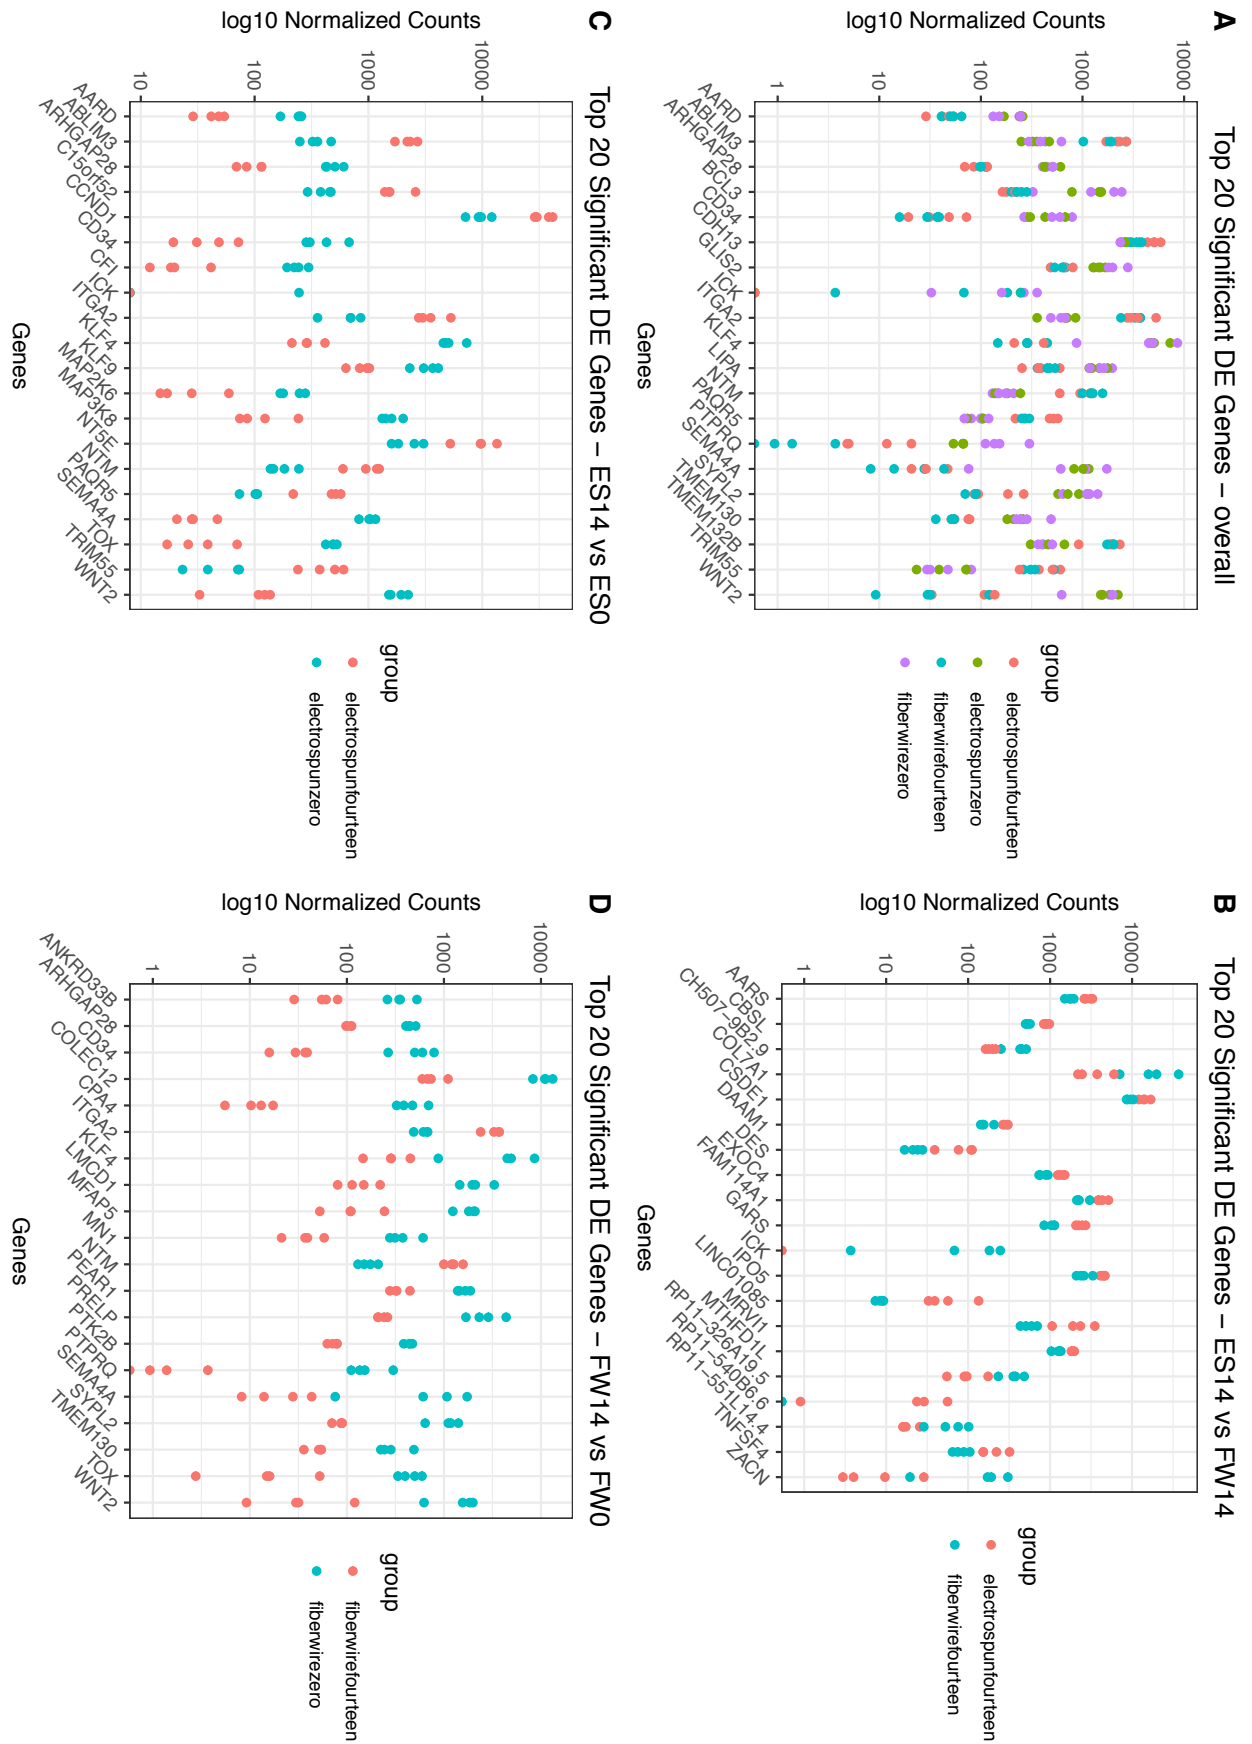 A
Top 20 Significant DE Genes – overall
log10 Normalized Counts
10000
1000
100
10
1
AARD
ABLIM3
ARHGAP28
BCL3
CD34
CDH13
GLIS2
ICK
ITGA2
KLF4
LIPA
NTM
PAQR5
PTPRQ
SEMA4A
SYPL2
TMEM130
TMEM132B
TRIM55
WNT2
Genes
group
electrospunfourteen
electrospunzero
fiberwirefourteen
fiberwirezero
B
Top 20 Significant DE Genes – ES14 vs FW14
log10 Normalized Counts
10000
1000
100
10
1
AARS
CBSL
CH507−9B2.9
COL7A1
CSDE1
DAAM1
DES
EXOC4
FAM114A1
GARS
ICK
IPO5
LINC01085
MRVI1
MTHFD1L
RP11−326A19.5
RP11−540B6.6
RP11−551L14.4
TNFSF4
ZACN
Genes
group
electrospunfourteen
fiberwirefourteen
C
Top 20 Significant DE Genes – ES14 vs ES0
log10 Normalized Counts
10000
1000
100
10
AARD
ABLIM3
ARHGAP28
C15orf52
CCND1
CD34
CFI
ICK
ITGA2
KLF4
KLF9
MAP2K6
MAP3K8
NT5E
NTM
PAQR5
SEMA4A
TOX
TRIM55
WNT2
Genes
group
electrospunfourteen
electrospunzero
D
Top 20 Significant DE Genes – FW14 vs FW0
log10 Normalized Counts
10000
1000
100
10
1
ANKRD33B
ARHGAP28
CD34
COLEC12
CPA4
ITGA2
KLF4
LMCD1
MFAP5
MN1
NTM
PEAR1
PRELP
PTK2B
PTPRQ
SEMA4A
SYPL2
TMEM130
TOX
WNT2
Genes
group
fiberwirefourteen
fiberwirezero